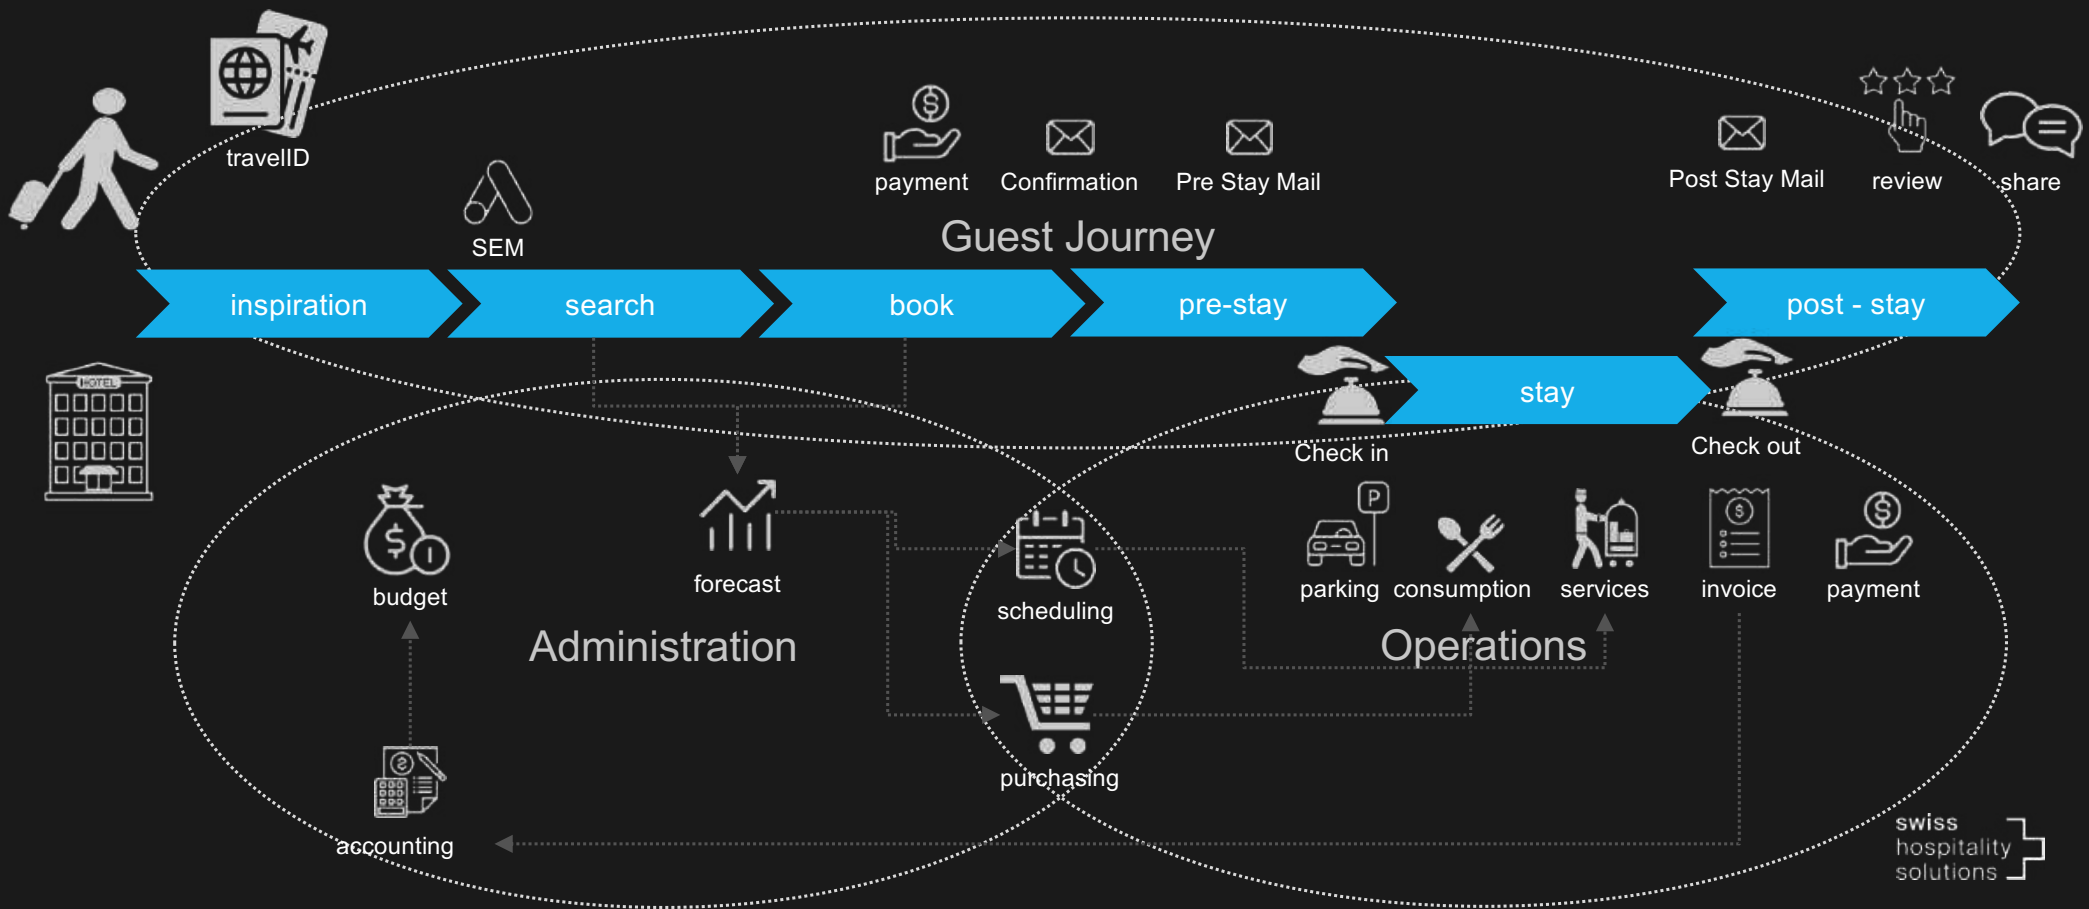 travelID
SEM
payment
Confirmation
Pre Stay Mail
Post Stay Mail
review
share
Guest Journey
inspiration
search
book
pre-stay
post - stay
HOTEL
stay
Check in
Check out
P
budget
forecast
scheduling
parking
consumption
services
invoice
payment
Administration
Operations
purchasing
accounting
swiss
hospitality
solutions